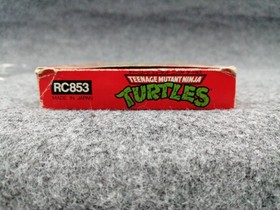 RC853
MADE IN JAPAN
TEENAGE MUTANT NINJA
TURTLES